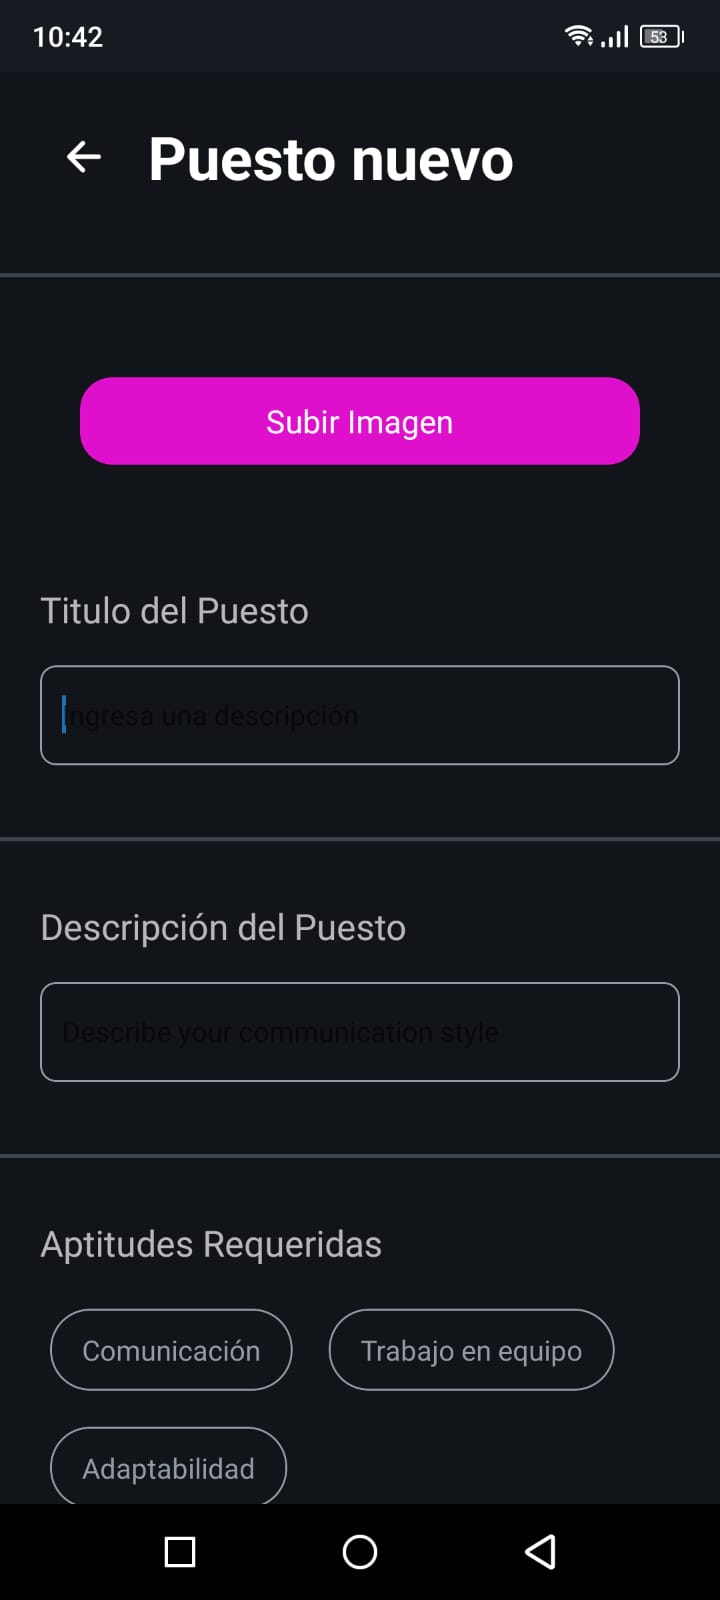 10:42
53
Puesto nuevo
Subir Imagen
Titulo del Puesto
Ingresa una descripción
Descripción del Puesto
Describe your communication style
Aptitudes Requeridas
Comunicación
Trabajo en equipo
Adaptabilidad